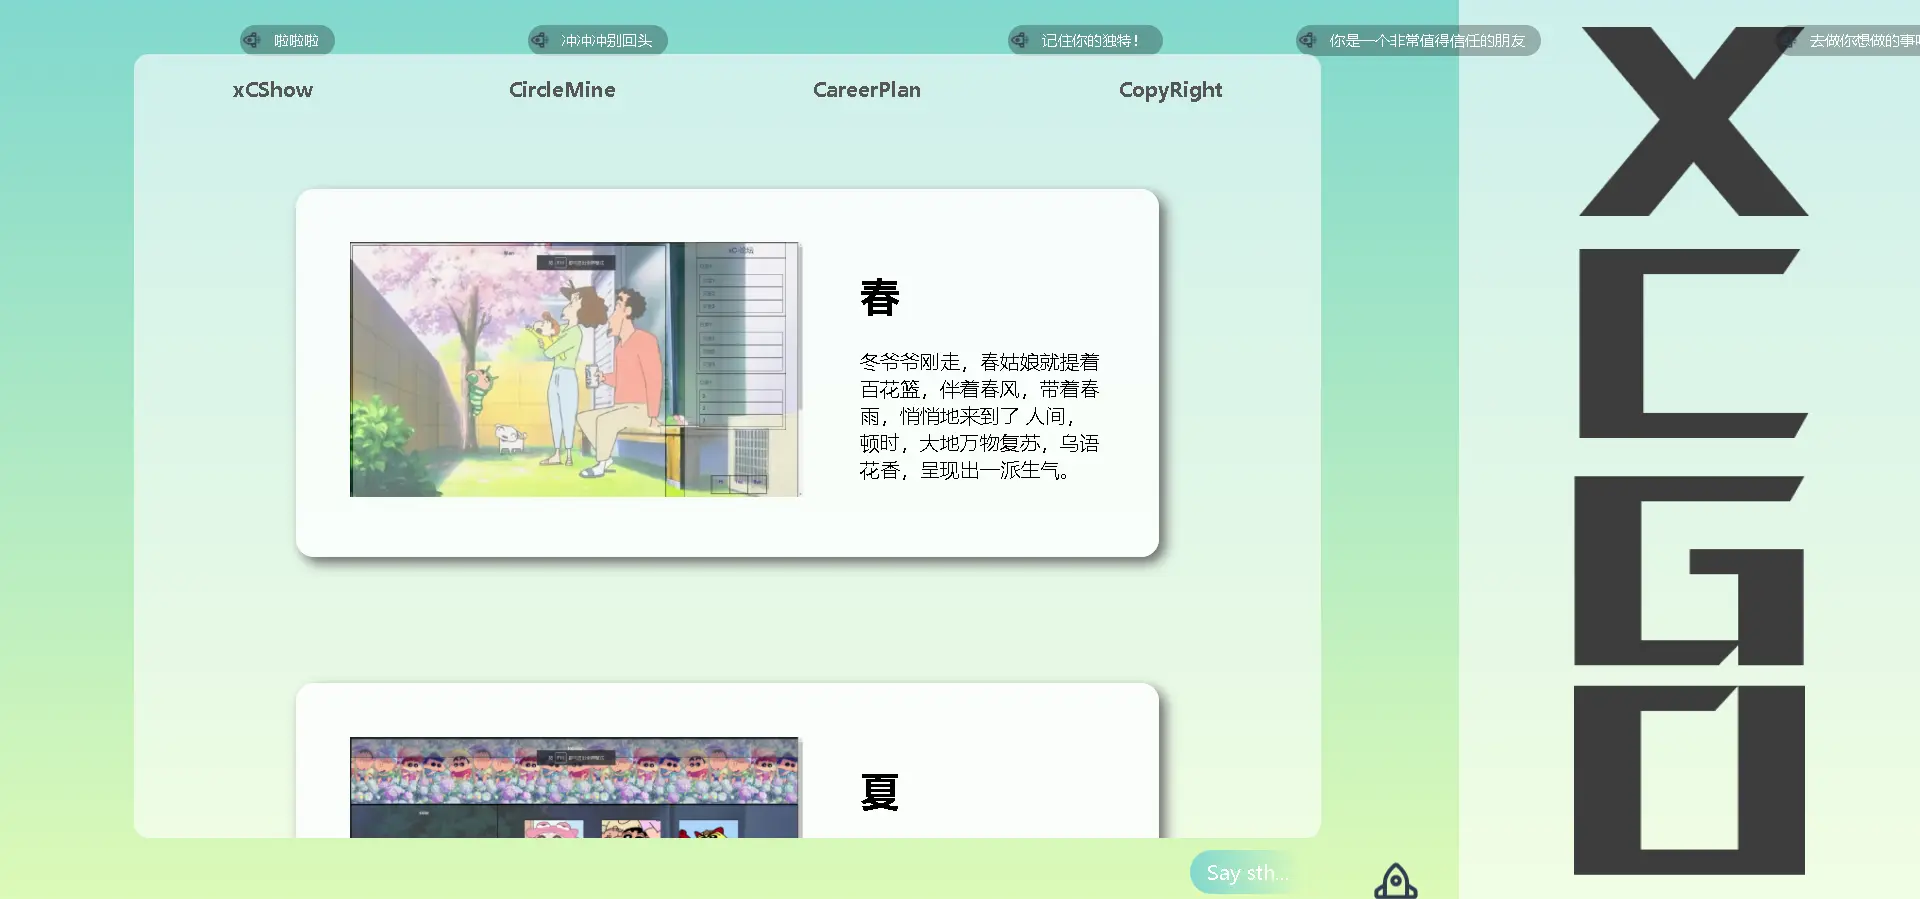 啦啦啦
冲冲冲别回头
记住你的独特！
你是一个非常值得信任的朋友
去做你想做的事
xCShow
CircleMine
CareerPlan
CopyRight
春
冬爷爷刚走，春姑娘就提着
百花篮，伴着春风，带着春
雨，悄悄地来到了 人间，
顿时，大地万物复苏，乌语
花香，呈现出一派生气。
夏
Say sth...
X
C
G
O